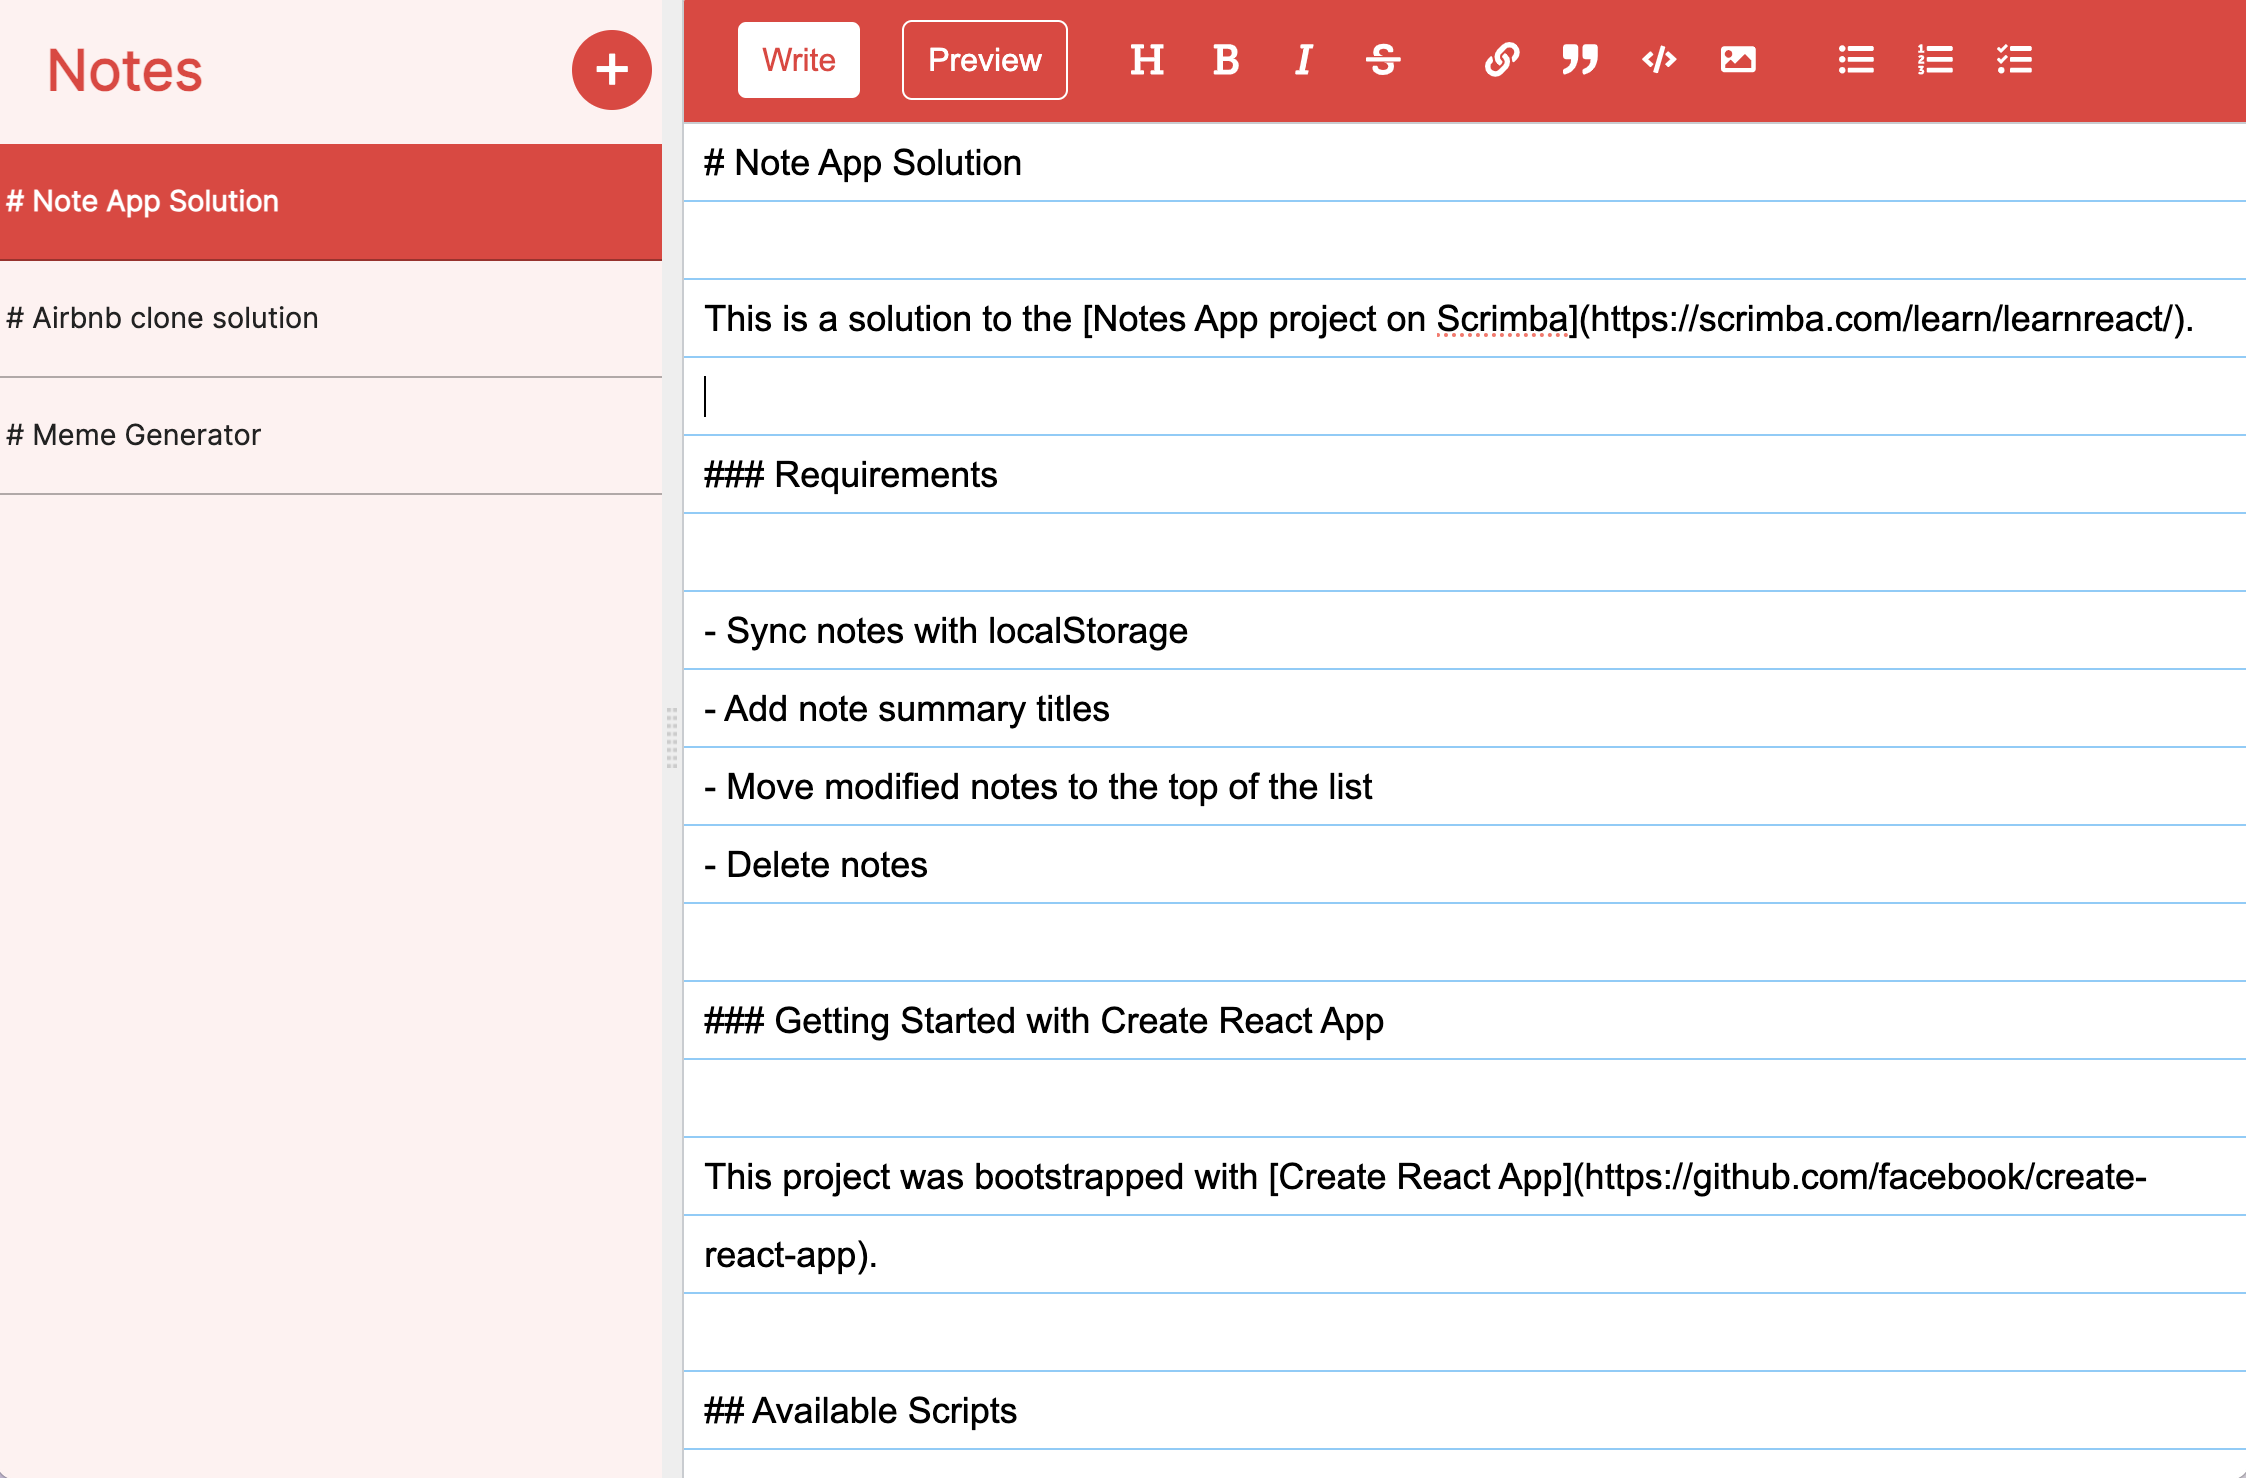 Notes
# Note App Solution
# Airbnb clone solution
# Meme Generator
Write Preview
# Note App Solution
This is a solution to the [Notes App project on Scrimba](https://scrimba.com/learn/learnreact/).
### Requirements
- Sync notes with localStorage
- Add note summary titles
- Move modified notes to the top of the list
- Delete notes
### Getting Started with Create React App
This project was bootstrapped with [Create React App](https://github.com/facebook/create-
react-app).
## Available Scripts